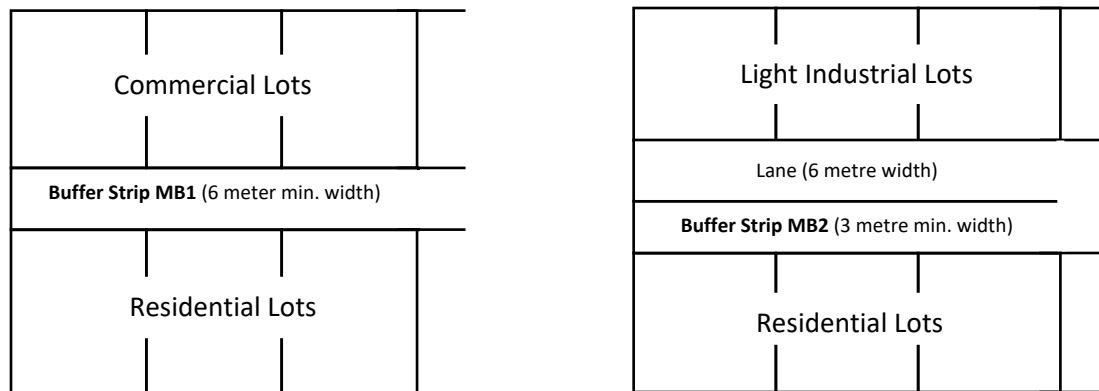 Commercial Lots
Buffer Strip MB1 (6 meter min. width)
Residential Lots
Light Industrial Lots
Lane (6 metre width)
Buffer Strip MB2 (3 metre min. width)
Residential Lots